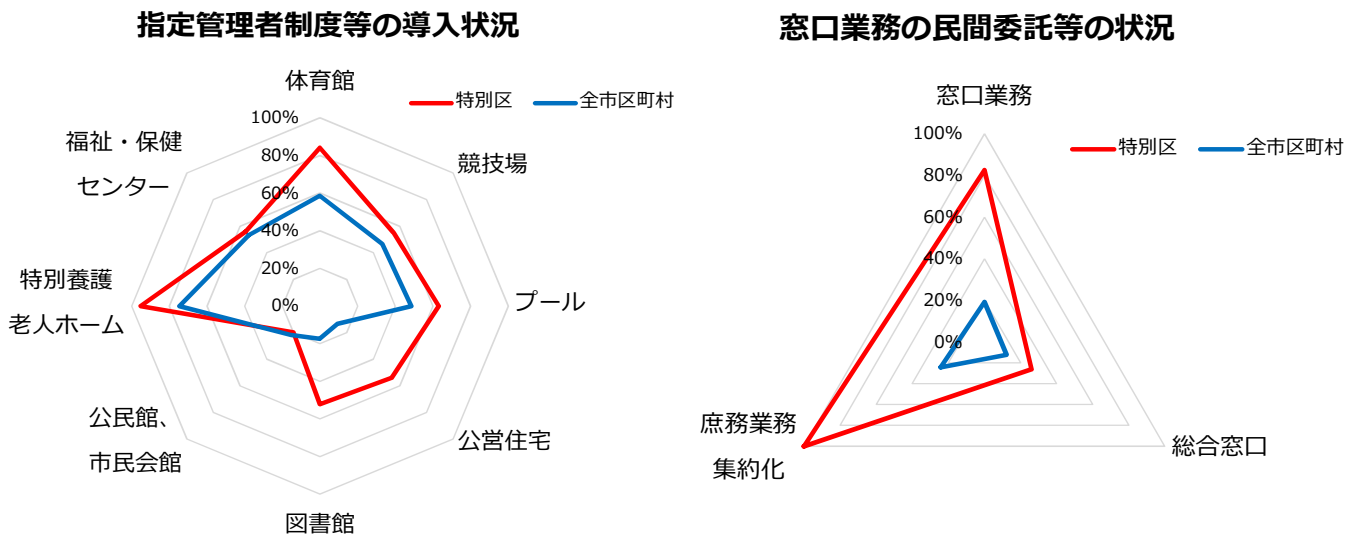 指定管理者制度等の導入状況
体育館
特別区
全市区町村
100%
80%
60%
40%
20%
0%
競技場
プール
公営住宅
図書館
公民館、
市民会館
特別養護
老人ホーム
福祉・保健
センター
窓口業務の民間委託等の状況
窓口業務
特別区
全市区町村
100%
80%
60%
40%
20%
0%
総合窓口
庶務業務
集約化